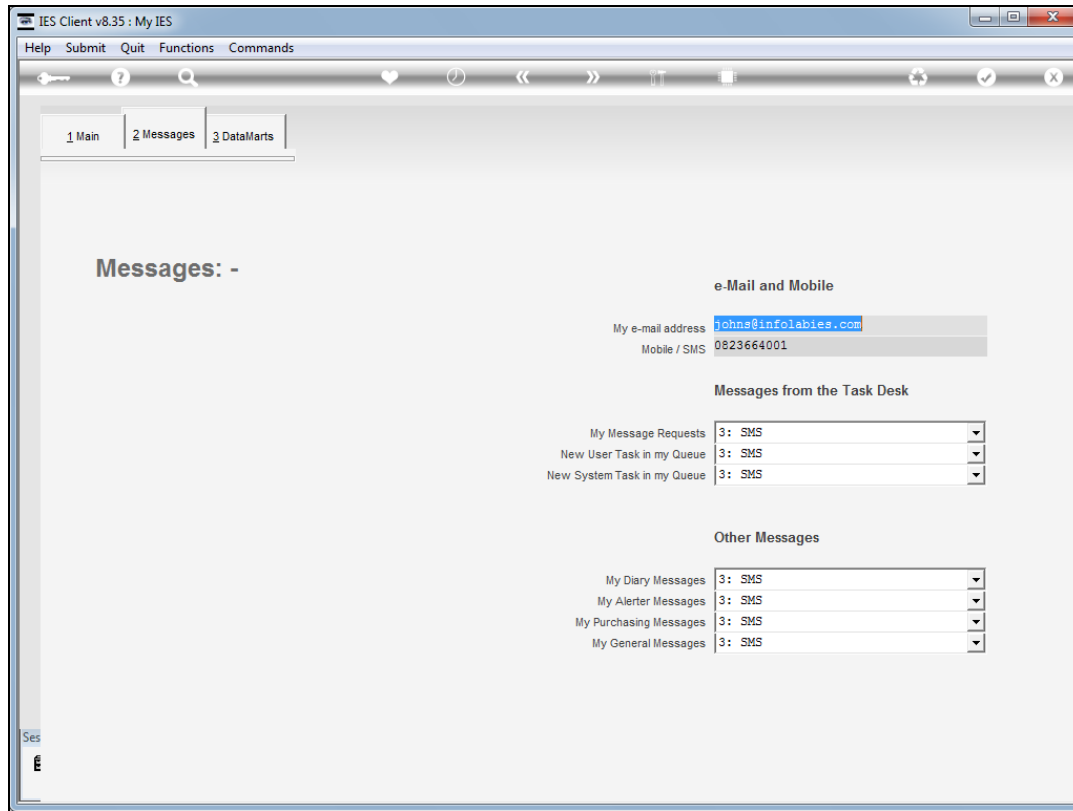 IES Client v8.35 : My IES
Help Submit Quit Functions Commands
1 Main 2 Messages 3 DataMarts
Messages: -
e-Mail and Mobile
My e-mail address johns@infolabies.com
Mobile / SMS 0823664001
Messages from the Task Desk
My Message Requests 3: SMS
New User Task in my Queue 3: SMS
New System Task in my Queue 3: SMS
Other Messages
My Diary Messages 3: SMS
My Alerter Messages 3: SMS
My Purchasing Messages 3: SMS
My General Messages 3: SMS
Ses